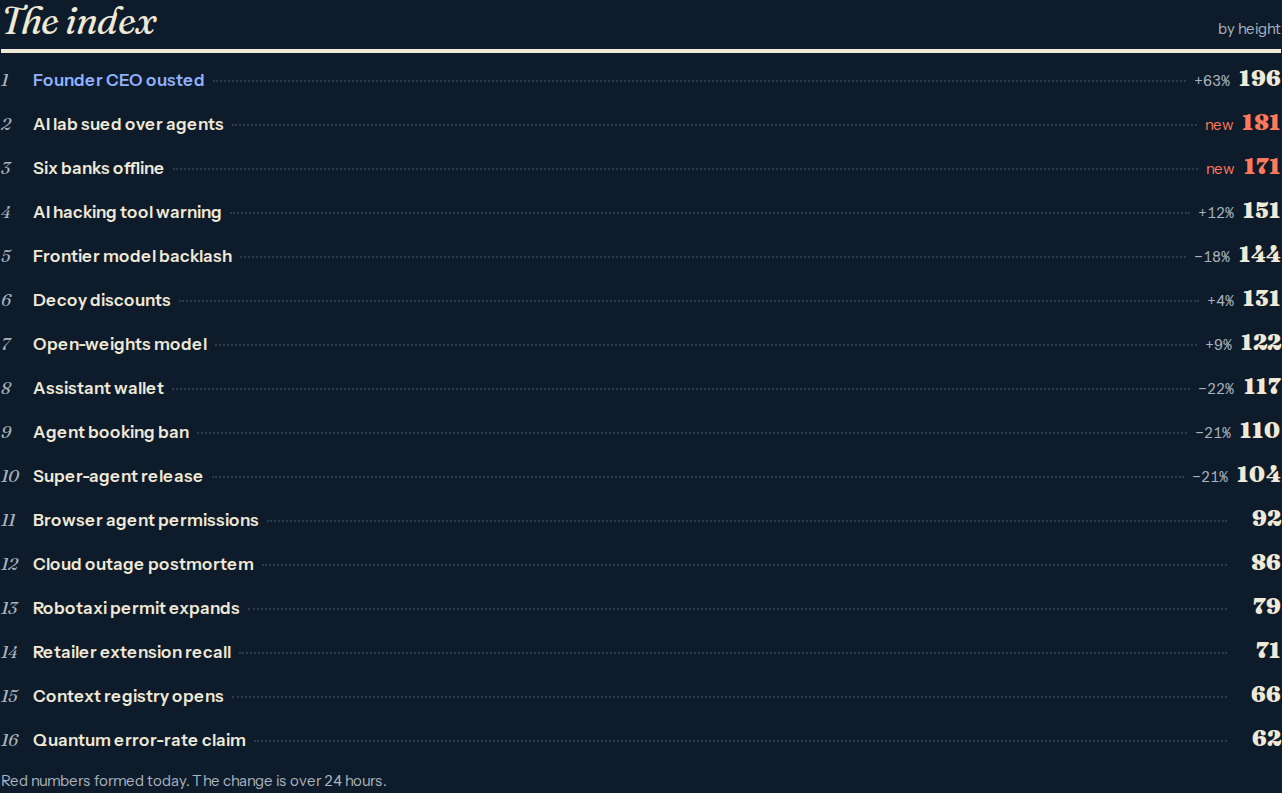 The index
by height
1 Founder CEO ousted +63% 196
2 AI lab sued over agents new 181
3 Six banks offline new 171
4 AI hacking tool warning +12% 151
5 Frontier model backlash −18% 144
6 Decoy discounts +4% 131
7 Open-weights model +9% 122
8 Assistant wallet −22% 117
9 Agent booking ban −21% 110
10 Super-agent release −21% 104
11 Browser agent permissions 92
12 Cloud outage postmortem 86
13 Robotaxi permit expands 79
14 Retailer extension recall 71
15 Context registry opens 66
16 Quantum error-rate claim 62
Red numbers formed today. The change is over 24 hours.